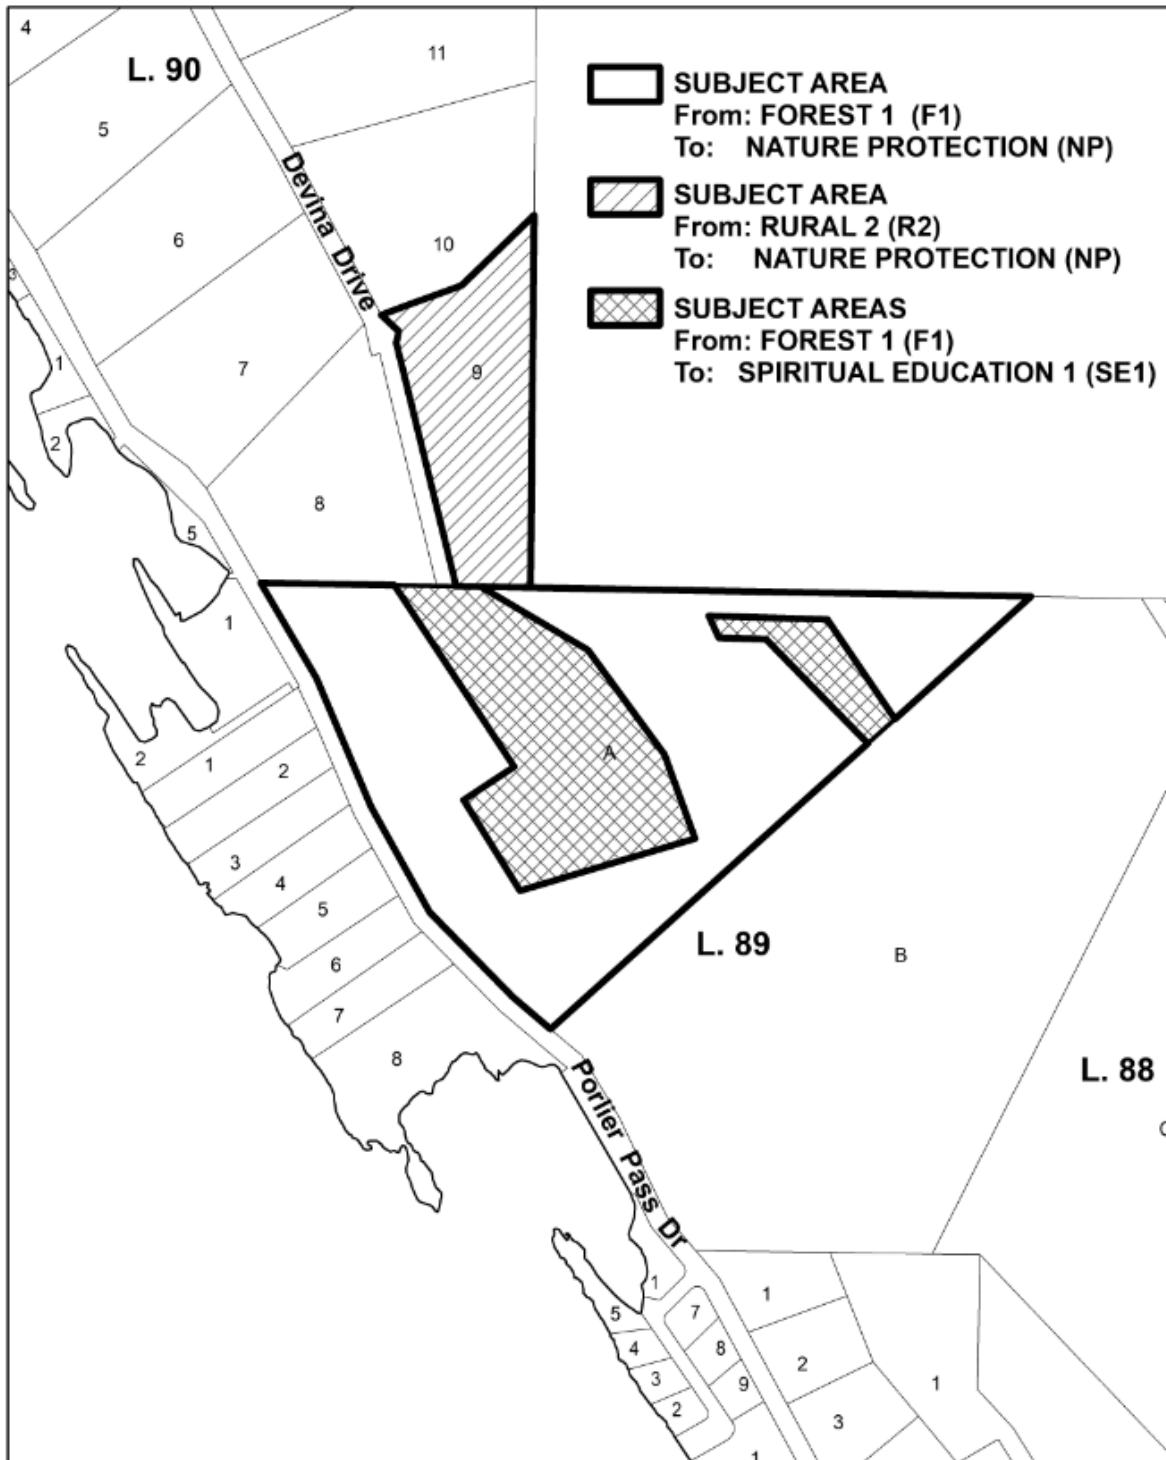 4
L. 90
11
5
SUBJECT AREA
From: FOREST 1 (F1)
To: NATURE PROTECTION (NP)
SUBJECT AREA
From: RURAL 2 (R2)
To: NATURE PROTECTION (NP)
SUBJECT AREAS
From: FOREST 1 (F1)
To: SPIRITUAL EDUCATION 1 (SE1)
Devina Drive
6
10
3
1
7
9
2
8
5
1
2
1
2
A
3
4
5
6
7
8
L. 89
B
L. 88
Porlier Pass Dr
1
5
7
1
4
8
2
3
9
1
2
3
1